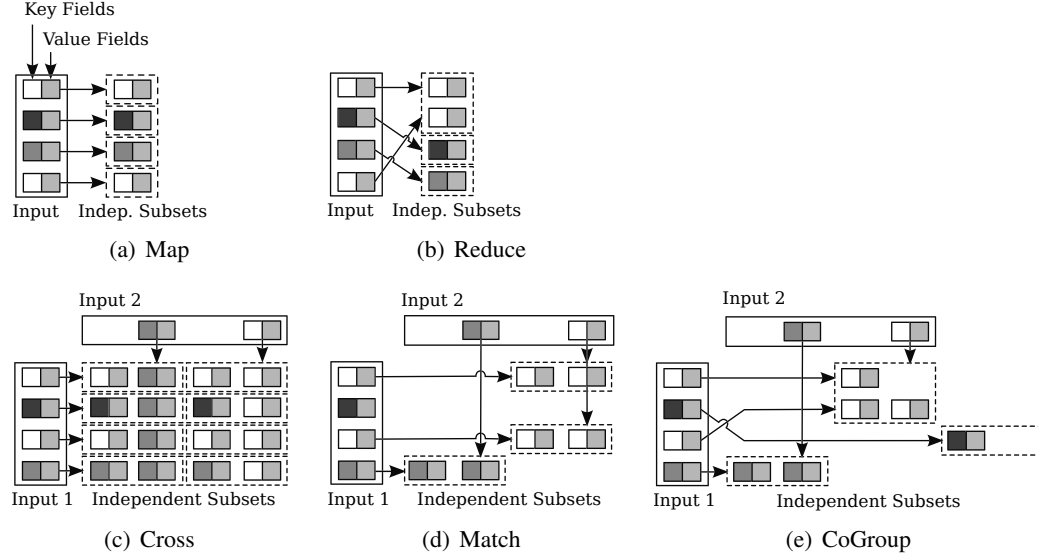 Key Fields
Value Fields
Input
Indep. Subsets
(a) Map
Input
Indep. Subsets
(b) Reduce
Input 2
Input 1
Independent Subsets
(c) Cross
Input 2
Input 1
Independent Subsets
(d) Match
Input 2
Input 1
Independent Subsets
(e) CoGroup